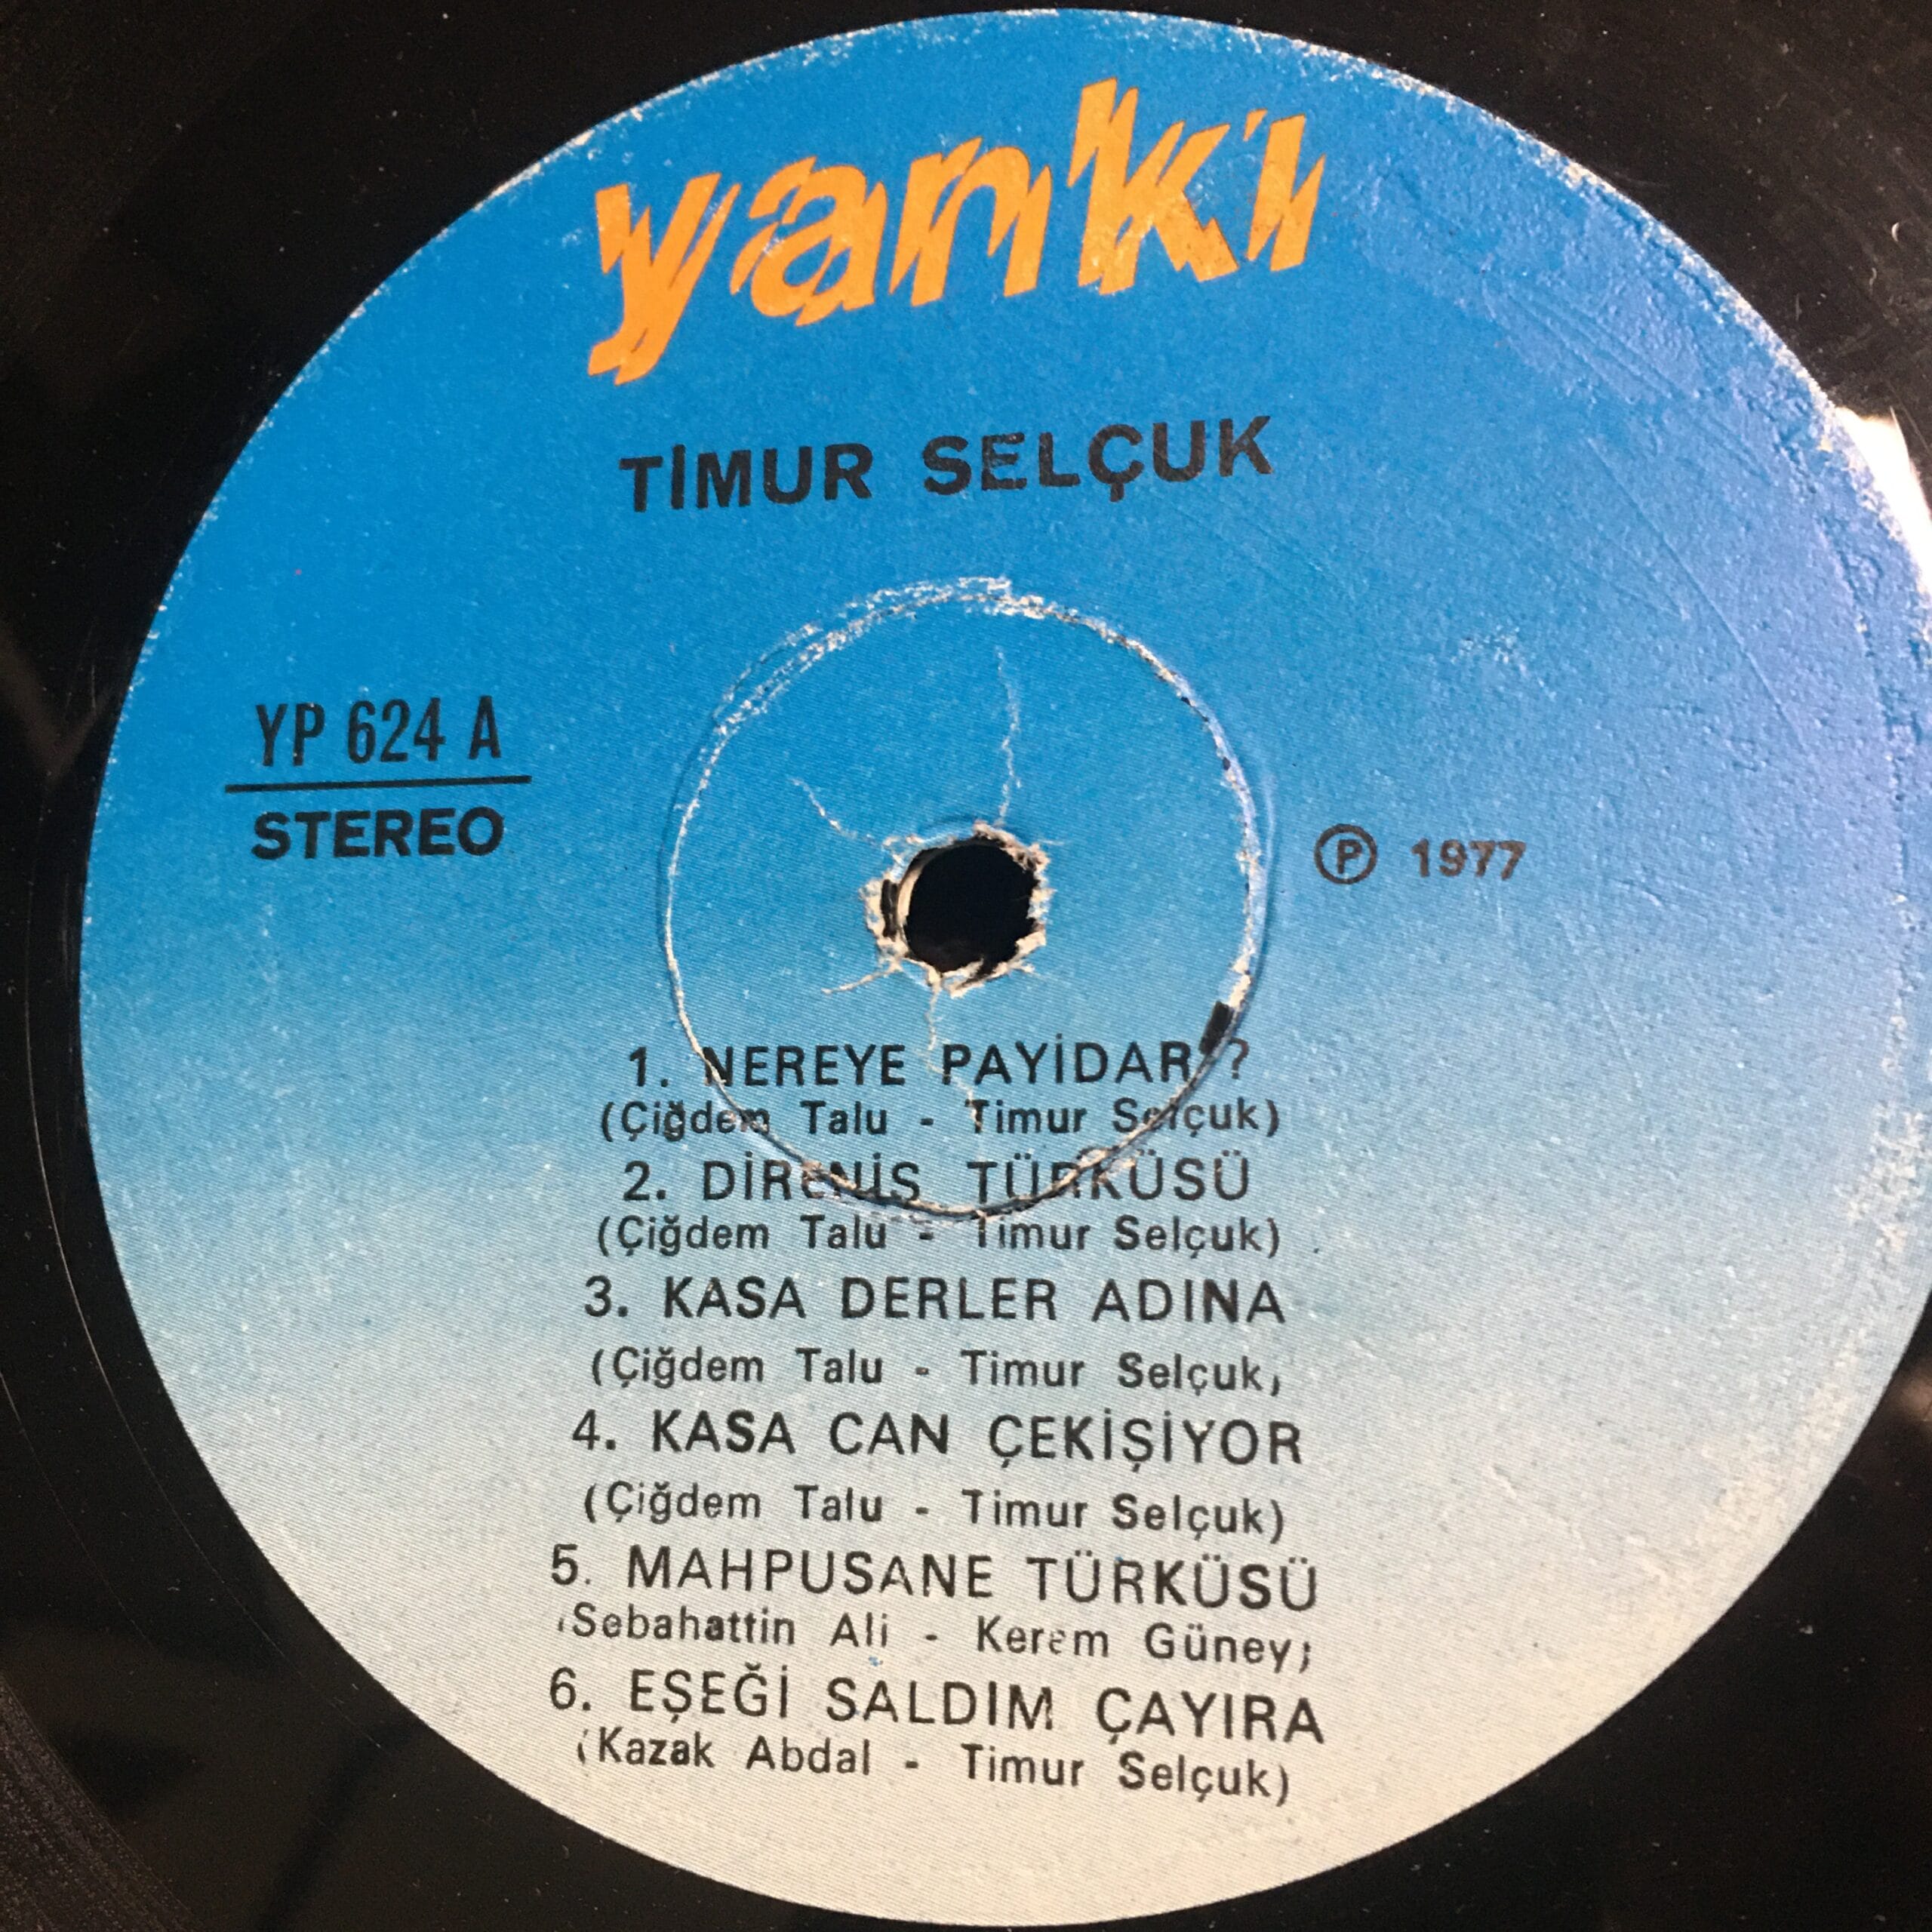 yankı
TİMUR SELÇUK
YP 624 A
STEREO
Ⓟ 1977
1. NEREYE PAYİDAR ?
(Çiğdem Talu - Timur Selçuk)
2. DİRENİŞ TÜRKÜSÜ
(Çiğdem Talu - Timur Selçuk)
3. KASA DERLER ADINA
(Çiğdem Talu - Timur Selçuk)
4. KASA CAN ÇEKİŞİYOR
(Çiğdem Talu - Timur Selçuk)
5. MAHPUSANE TÜRKÜSÜ
(Sebahattin Ali - Kerem Güney)
6. EŞEĞİ SALDIM ÇAYIRA
(Kazak Abdal - Timur Selçuk)